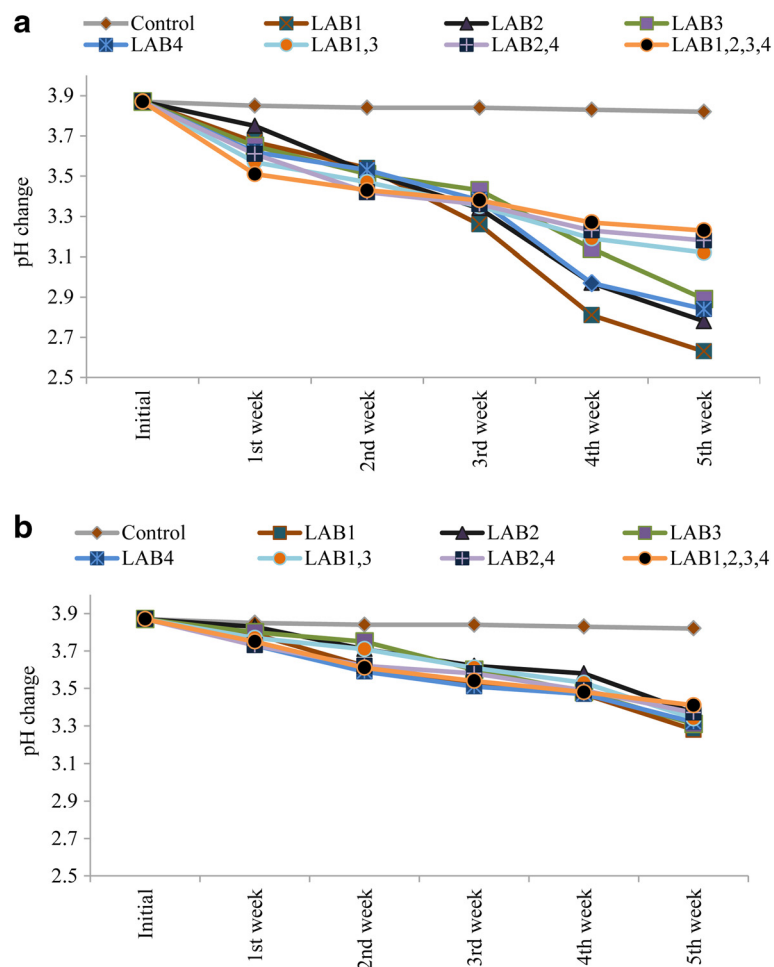 a
Control LAB1 LAB2 LAB3
LAB4 LAB1,3 LAB2,4 LAB1,2,3,4
pH change
3.9
3.7
3.5
3.3
3.1
2.9
2.7
2.5
Initial
1st week
2nd week
3rd week
4th week
5th week
b
Control LAB1 LAB2 LAB3
LAB4 LAB1,3 LAB2,4 LAB1,2,3,4
pH change
3.9
3.7
3.5
3.3
3.1
2.9
2.7
2.5
Initial
1st week
2nd week
3rd week
4th week
5th week